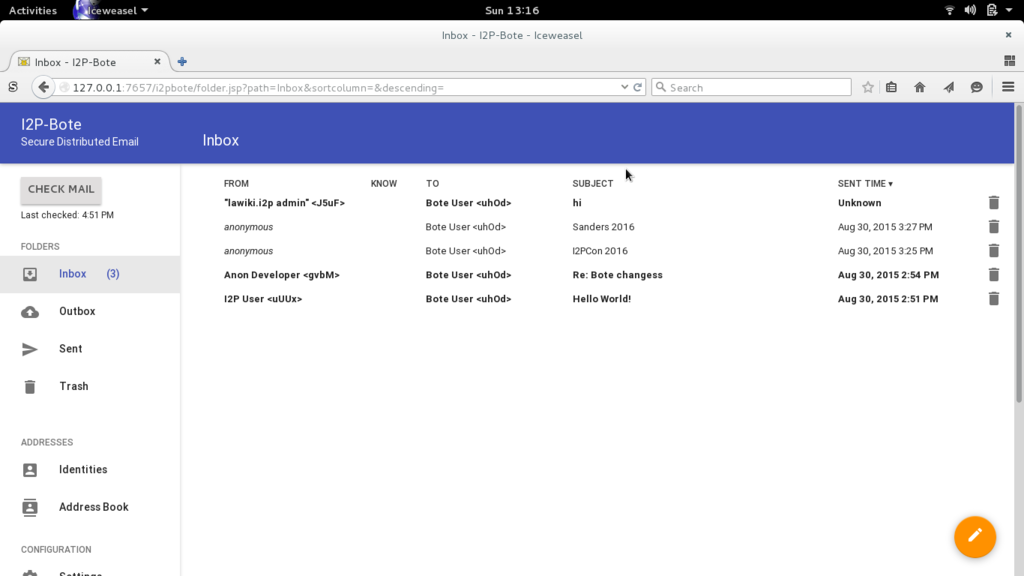 Activities Iceweasel Sun 13:16
Inbox - I2P-Bote - Iceweasel
Inbox - I2P-Bote
127.0.0.1:7657/i2pbote/folder.jsp?path=Inbox&sortcolumn=&descending= Search
I2P-Bote
Secure Distributed Email
Inbox
CHECK MAIL
Last checked: 4:51 PM
FOLDERS
Inbox (3)
Outbox
Sent
Trash
ADDRESSES
Identities
Address Book
CONFIGURATION
Settings
FROM KNOW TO SUBJECT SENT TIME ▾
"lawiki.i2p admin" <J5uF> Bote User <uhOd> hi Unknown
anonymous Bote User <uhOd> Sanders 2016 Aug 30, 2015 3:27 PM
anonymous Bote User <uhOd> I2PCon 2016 Aug 30, 2015 3:25 PM
Anon Developer <gvbM> Bote User <uhOd> Re: Bote changess Aug 30, 2015 2:54 PM
I2P User <uUUx> Bote User <uhOd> Hello World! Aug 30, 2015 2:51 PM